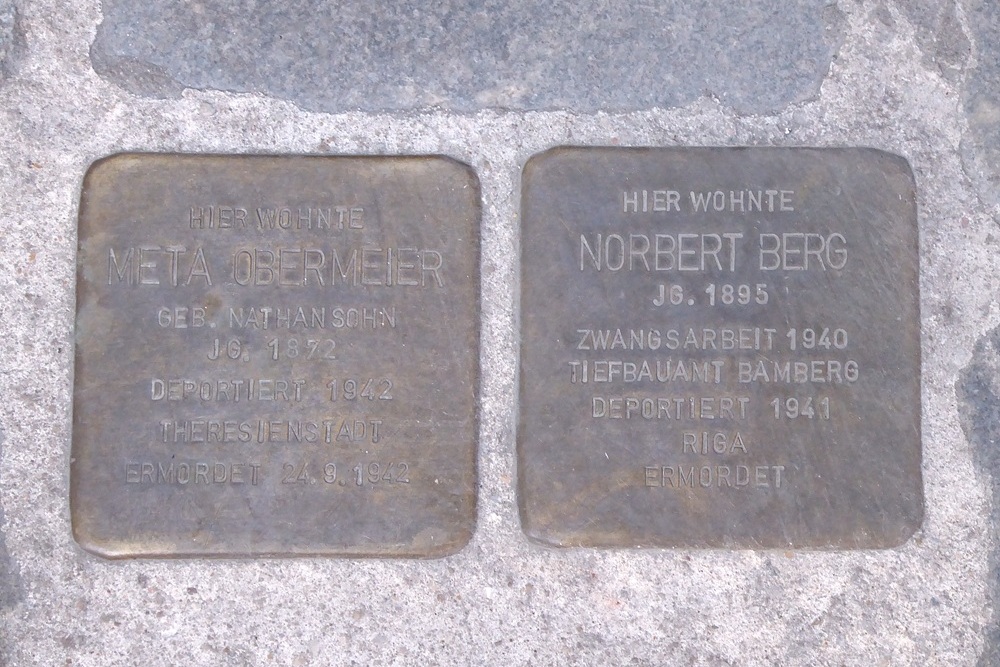 HIER WOHNTE
META OBERMEIER
GEB. NATHANSOHN
JG. 1872
DEPORTIERT 1942
THERESIENSTADT
ERMORDET 24.9.1942
HIER WOHNTE
NORBERT BERG
JG. 1895
ZWANGSARBEIT 1940
TIEFBAUAMT BAMBERG
DEPORTIERT 1941
RIGA
ERMORDET